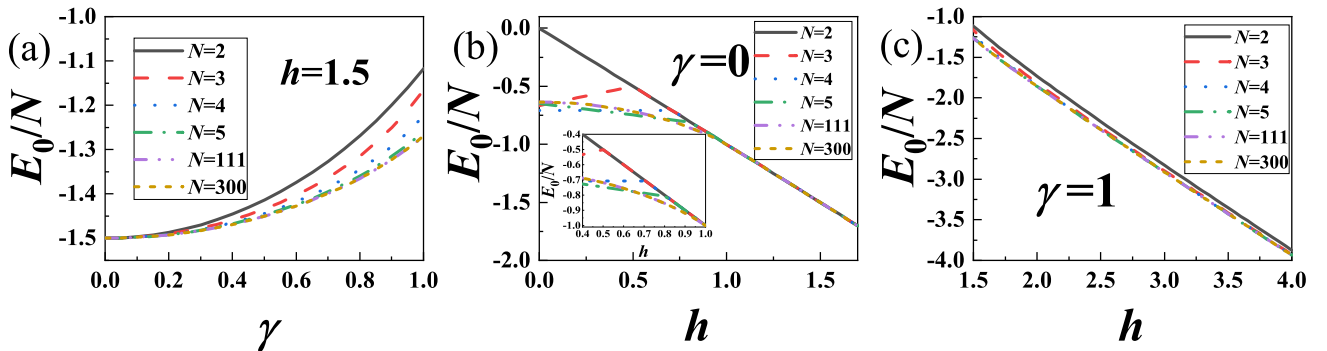 (a)
E₀/N
-1.0
-1.1
-1.2
-1.3
-1.4
-1.5
N=2
N=3
N=4
N=5
N=111
N=300
h=1.5
0.0 0.2 0.4 0.6 0.8 1.0
γ
(b)
E₀/N
0.0
-0.5
-1.0
-1.5
-2.0
γ=0
N=2
N=3
N=4
N=5
N=111
N=300
E₀/N
-0.4
-0.5
-0.6
-0.7
-0.8
-0.9
-1.0
0.4 0.5 0.6 0.7 0.8 0.9 1.0
h
0.0 0.5 1.0 1.5
h
(c)
E₀/N
-1.0
-1.5
-2.0
-2.5
-3.0
-3.5
-4.0
N=2
N=3
N=4
N=5
N=111
N=300
γ=1
1.5 2.0 2.5 3.0 3.5 4.0
h